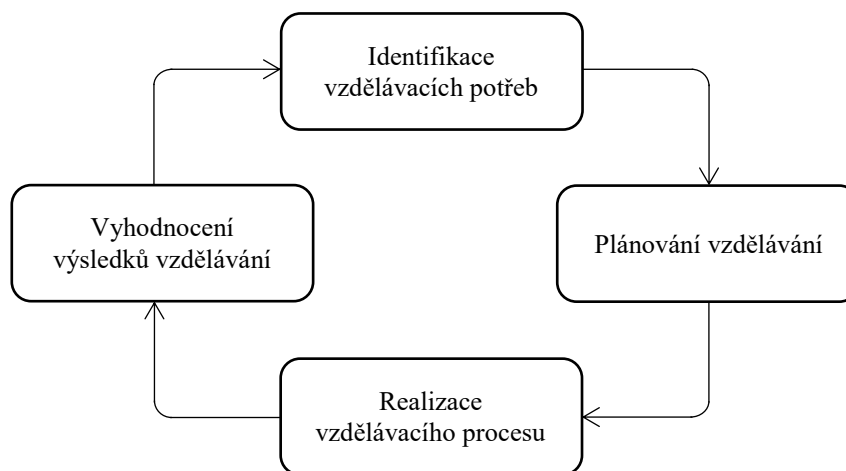 Identifikace
vzdělávacích potřeb
Plánování vzdělávání
Realizace
vzdělávacího procesu
Vyhodnocení
výsledků vzdělávání